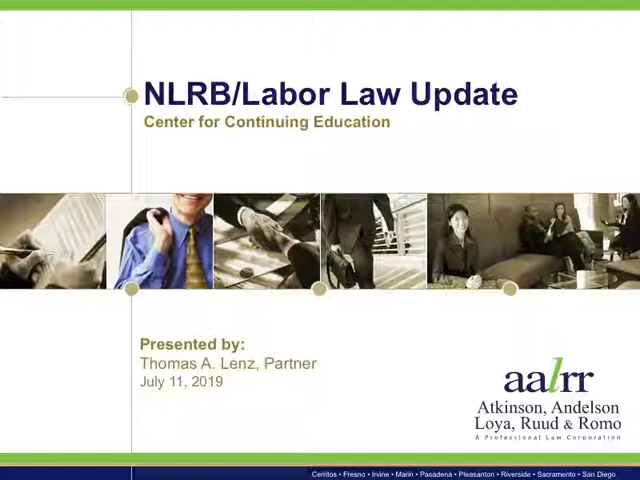 NLRB/Labor Law Update
Center for Continuing Education
Presented by:
Thomas A. Lenz, Partner
July 11, 2019
aalrr
Atkinson, Andelson
Loya, Ruud & Romo
A Professional Law Corporation
Cerritos • Fresno • Irvine • Marin • Pasadena • Pleasanton • Riverside • Sacramento • San Diego